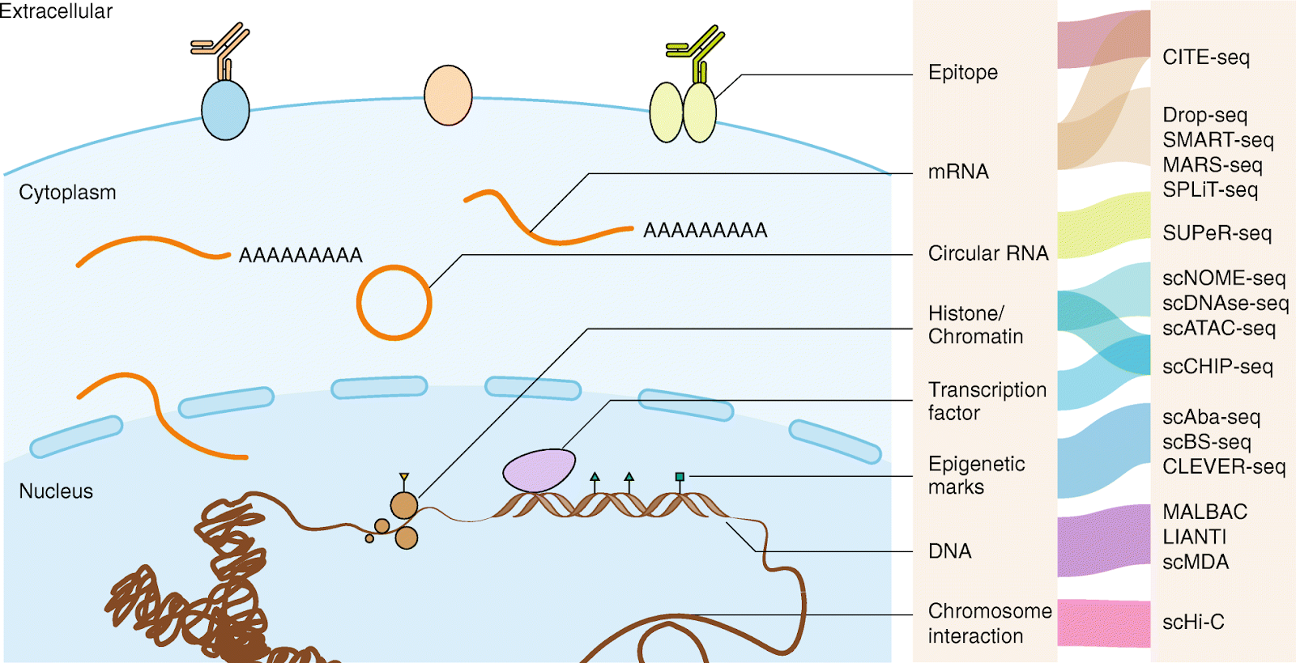 Extracellular
Cytoplasm
AAAAAAAAA
AAAAAAAAA
Nucleus
Epitope
mRNA
Circular RNA
Histone/
Chromatin
Transcription
factor
Epigenetic
marks
DNA
Chromosome
interaction
CITE-seq
Drop-seq
SMART-seq
MARS-seq
SPLiT-seq
SUPeR-seq
scNOME-seq
scDNAse-seq
scATAC-seq
scCHIP-seq
scAba-seq
scBS-seq
CLEVER-seq
MALBAC
LIANTI
scMDA
scHi-C